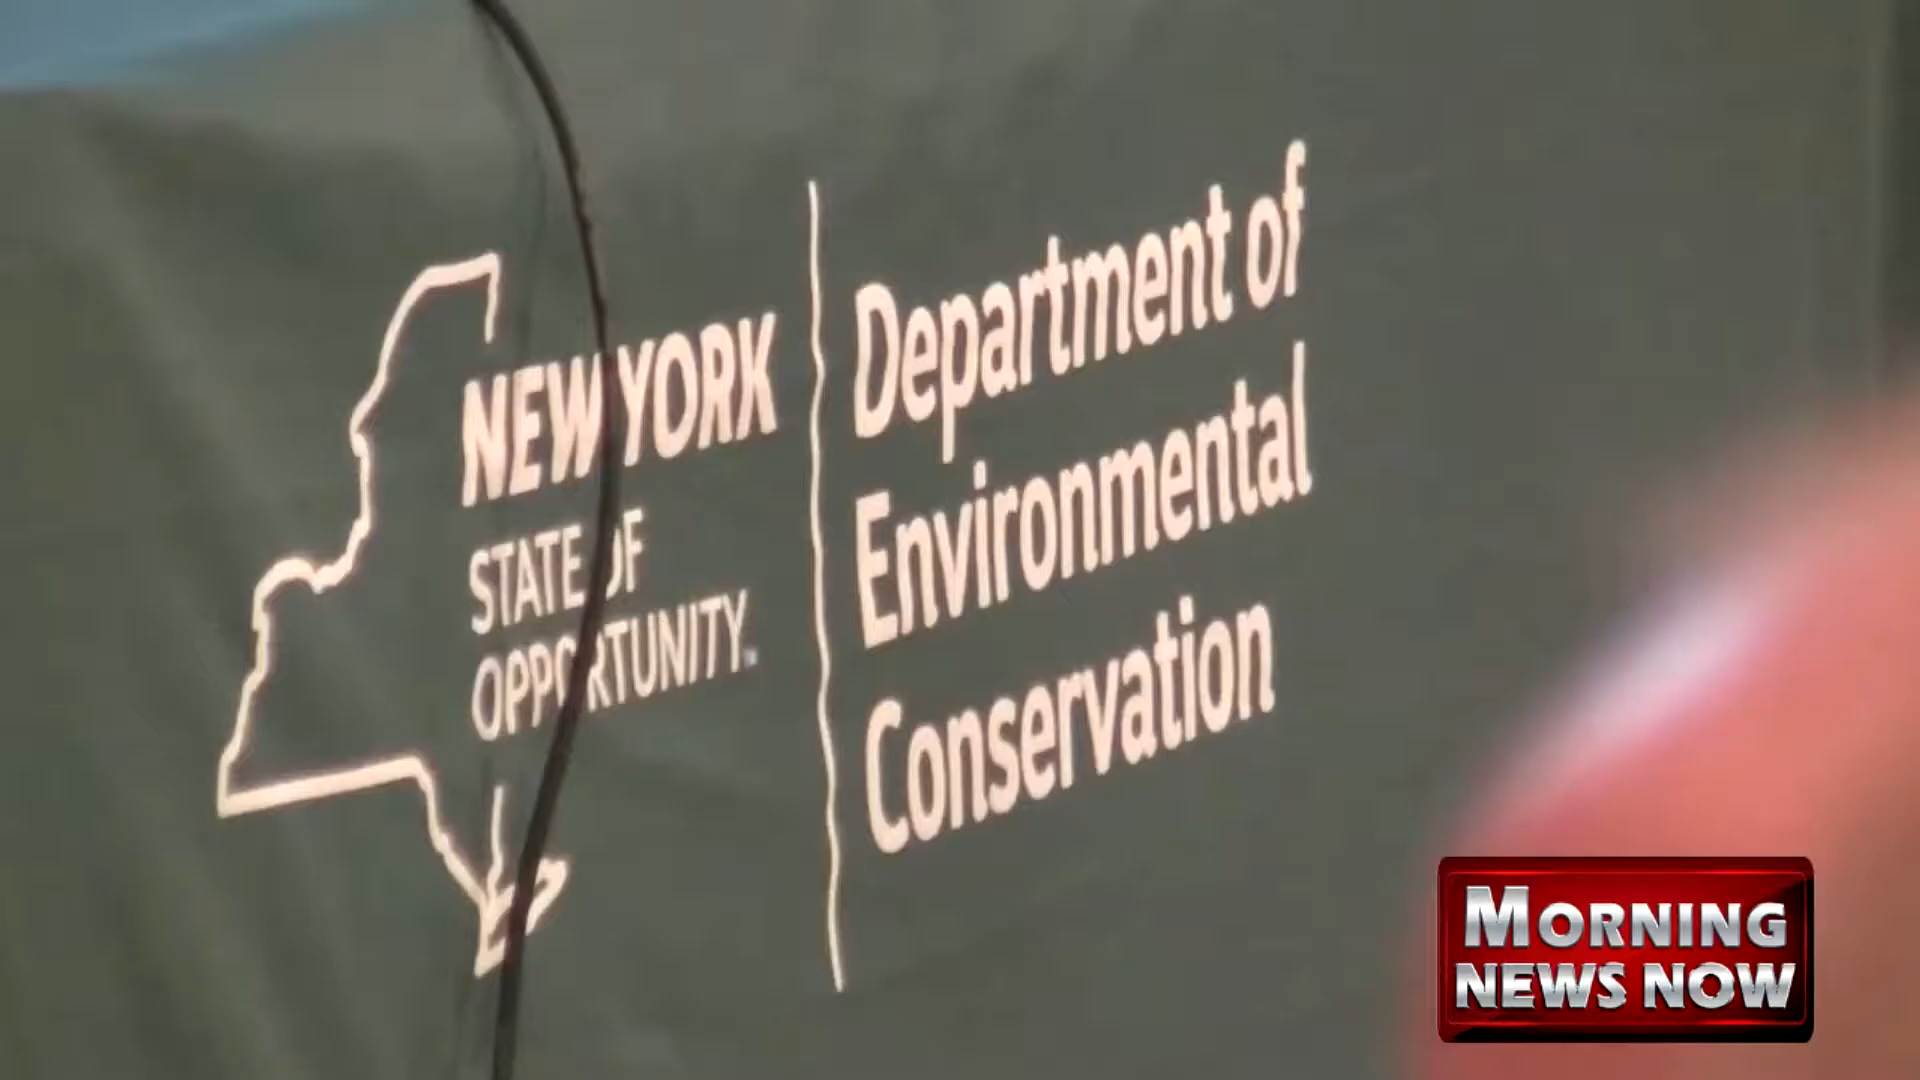 NEW YORK
STATE OF
OPPORTUNITY.
Department of
Environmental
Conservation
MORNING
NEWS NOW